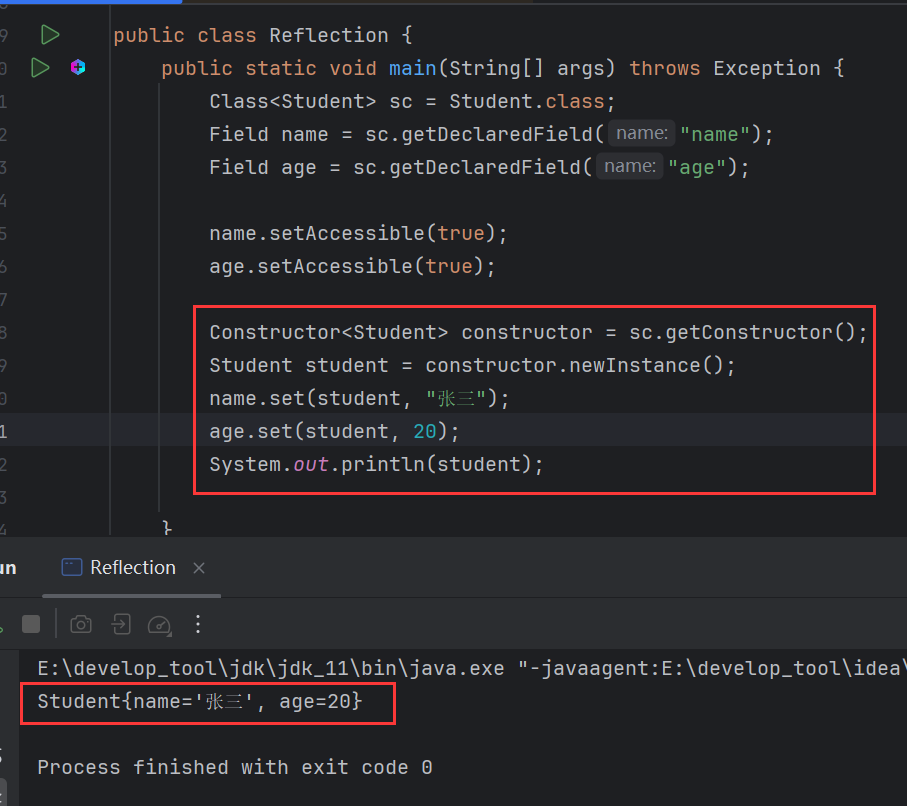 public class Reflection {
public static void main(String[] args) throws Exception {
Class<Student> sc = Student.class;
Field name = sc.getDeclaredField( name: "name");
Field age = sc.getDeclaredField( name: "age");
name.setAccessible(true);
age.setAccessible(true);
Constructor<Student> constructor = sc.getConstructor();
Student student = constructor.newInstance();
name.set(student, "张三");
age.set(student, 20);
System.out.println(student);
}
Reflection
E:\develop_tool\jdk\jdk_11\bin\java.exe "-javaagent:E:\develop_tool\idea\
Student{name='张三', age=20}
Process finished with exit code 0